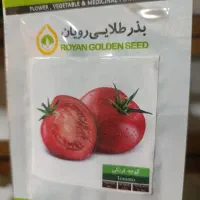 FLOWER, VEGETABLE & MEDICINAL
بذر طلایی رویان
ROYAN GOLDEN SEED
گوجه فرنگی
Tomato